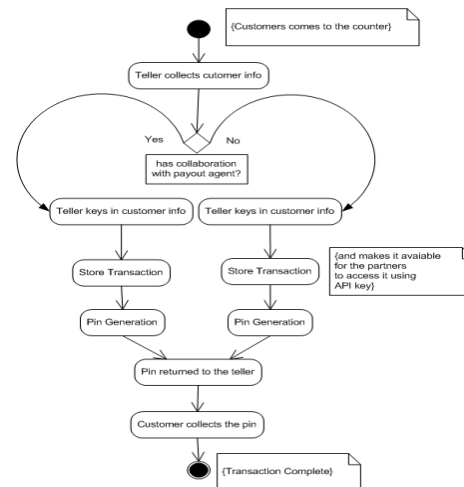 {Customers comes to the counter}
Teller collects cutomer info
Yes
No
has collaboration
with payout agent?
Teller keys in customer info
Teller keys in customer info
{and makes it avaiable
for the partners
to access it using
API key}
Store Transaction
Store Transaction
Pin Generation
Pin Generation
Pin returned to the teller
Customer collects the pin
{Transaction Complete}